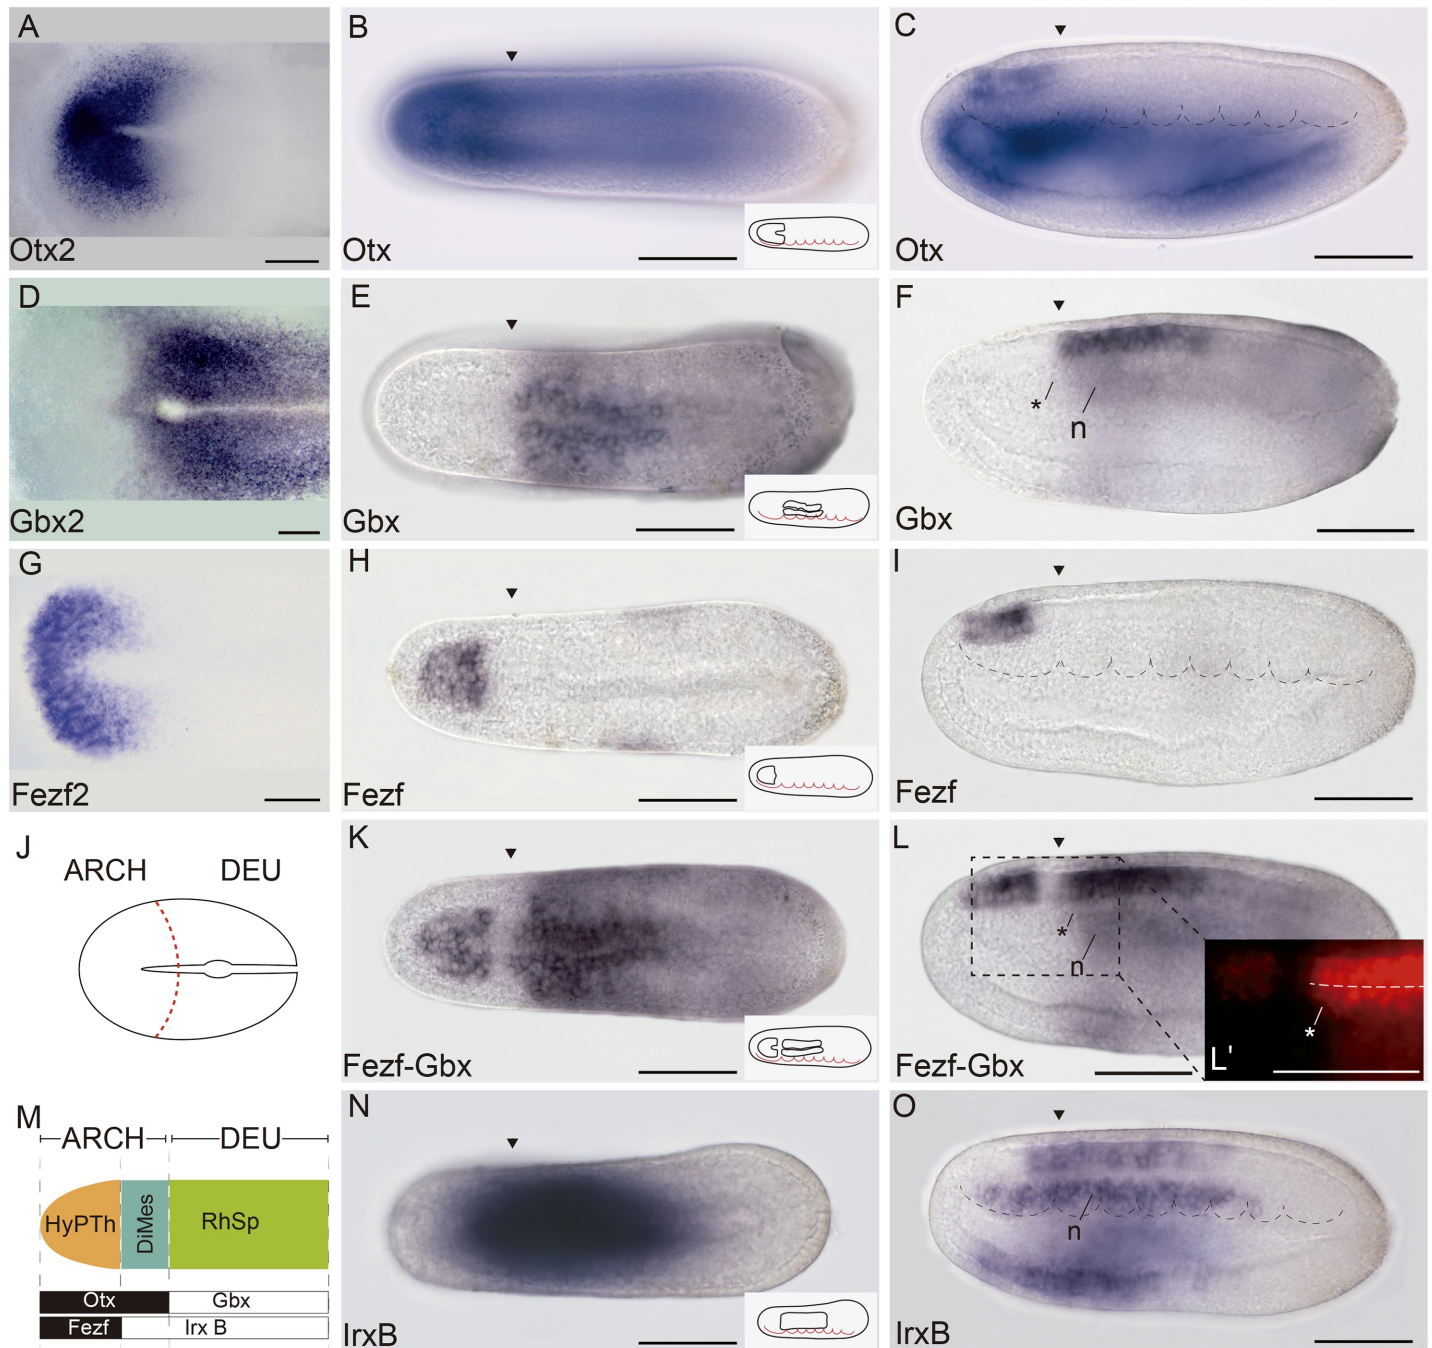 A
Otx2
B
Otx
C
Otx
D
Gbx2
E
Gbx
F
*
n
Gbx
G
Fezf2
H
Fezf
I
Fezf
J
ARCH DEU
K
Fezf-Gbx
L
*
n
Fezf-Gbx
*
L'
M
ARCH DEU
HyPTh DiMes RhSp
Otx Gbx
Fezf Irx B
N
IrxB
O
n
IrxB